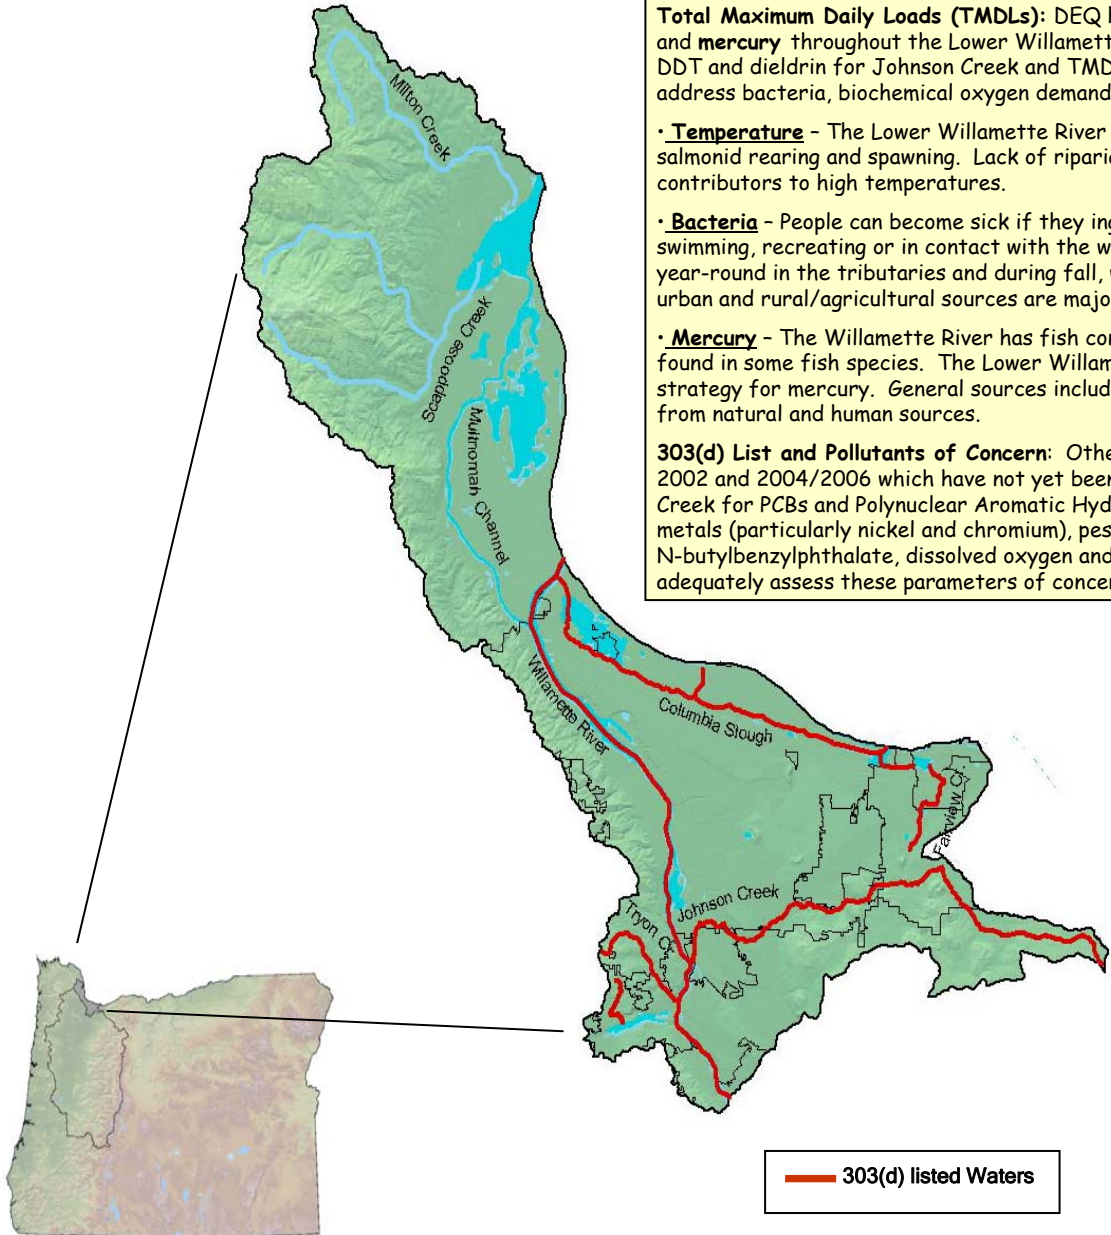 Total Maximum Daily Loads (TMDLs): DEQ
and mercury throughout the Lower Willamett
DDT and dieldrin for Johnson Creek and TMD
address bacteria, biochemical oxygen demand
• Temperature – The Lower Willamette River
salmonid rearing and spawning. Lack of ripari
contributors to high temperatures.
• Bacteria – People can become sick if they ing
swimming, recreating or in contact with the w
year-round in the tributaries and during fall,
urban and rural/agricultural sources are majo
• Mercury – The Willamette River has fish con
found in some fish species. The Lower Willam
strategy for mercury. General sources includ
from natural and human sources.
303(d) List and Pollutants of Concern: Othe
2002 and 2004/2006 which have not yet been
Creek for PCBs and Polynuclear Aromatic Hyd
metals (particularly nickel and chromium), pes
N-butylbenzylphthalate, dissolved oxygen and
adequately assess these parameters of concer
Milton Creek
Scappoose Creek
Multnomah Channel
Willamette River
Columbia Slough
Fairview Cr.
Johnson Creek
Tryon Cr.
303(d) listed Waters